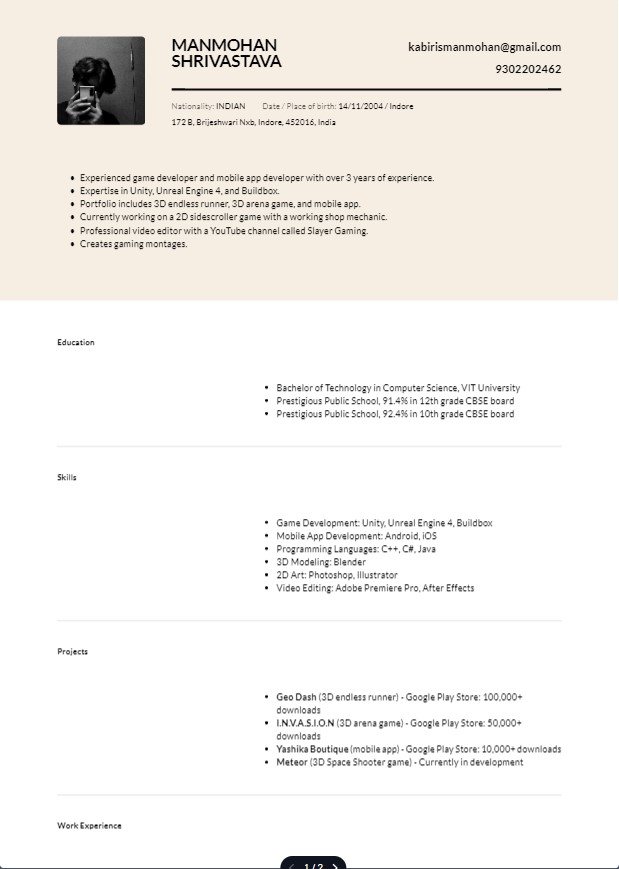 MANMOHAN
SHRIVASTAVA
kabirismanmohan@gmail.com
9302202462
Nationality: INDIAN Date / Place of birth: 14/11/2004 / Indore
172 B, Brijeshwari Nxb, Indore, 452016, India
• Experienced game developer and mobile app developer with over 3 years of experience.
• Expertise in Unity, Unreal Engine 4, and Buildbox.
• Portfolio includes 3D endless runner, 3D arena game, and mobile app.
• Currently working on a 2D sidescroller game with a working shop mechanic.
• Professional video editor with a YouTube channel called Slayer Gaming.
• Creates gaming montages.
Education
• Bachelor of Technology in Computer Science, VIT University
• Prestigious Public School, 91.4% in 12th grade CBSE board
• Prestigious Public School, 92.4% in 10th grade CBSE board
Skills
• Game Development: Unity, Unreal Engine 4, Buildbox
• Mobile App Development: Android, iOS
• Programming Languages: C++, C#, Java
• 3D Modeling: Blender
• 2D Art: Photoshop, Illustrator
• Video Editing: Adobe Premiere Pro, After Effects
Projects
• Geo Dash (3D endless runner) - Google Play Store: 100,000+
downloads
• I.N.V.A.S.I.O.N (3D arena game) - Google Play Store: 50,000+
downloads
• Yashika Boutique (mobile app) - Google Play Store: 10,000+ downloads
• Meteor (3D Space Shooter game) - Currently in development
Work Experience
1 / 2